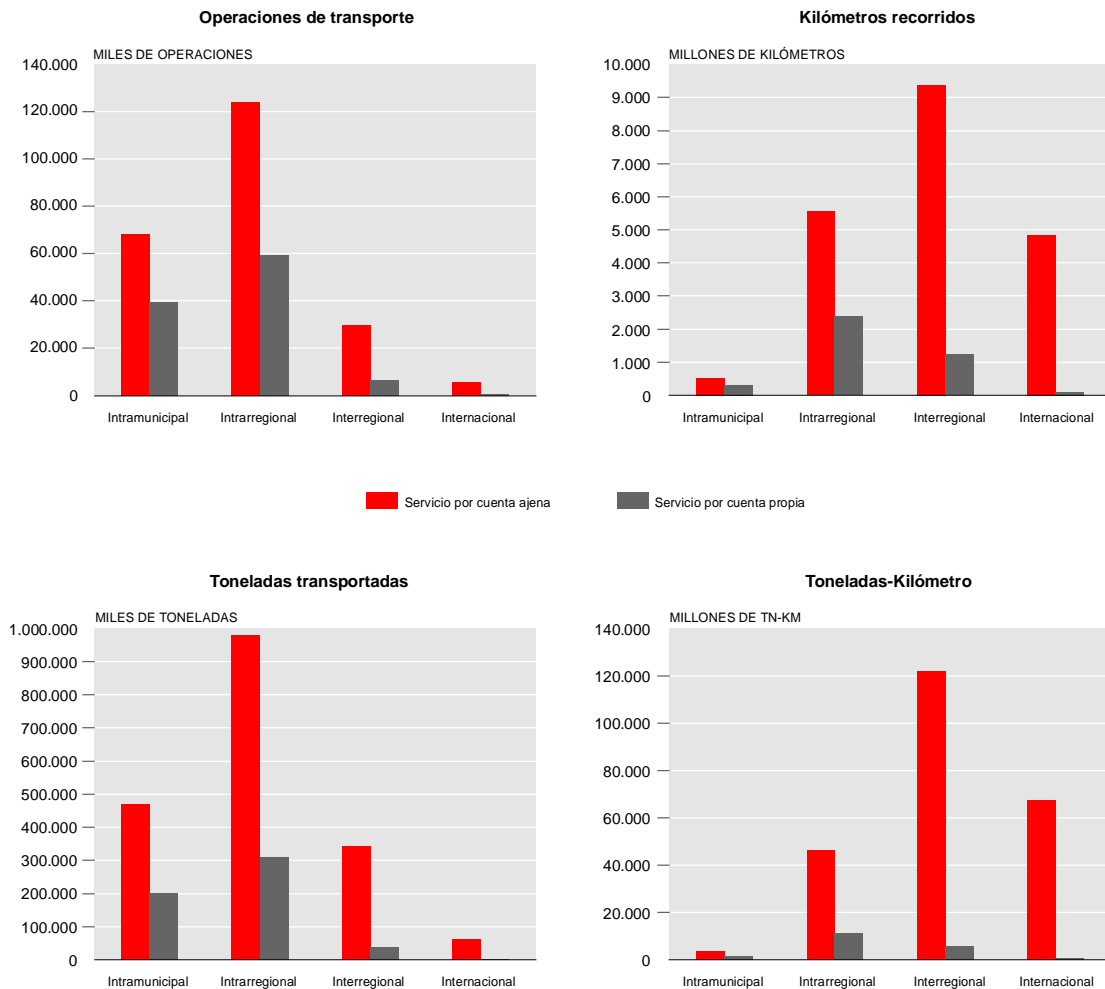 Operaciones de transporte
MILES DE OPERACIONES
140.000
120.000
100.000
80.000
60.000
40.000
20.000
0
Intramunicipal Intrarregional Interregional Internacional
Kilómetros recorridos
MILLONES DE KILÓMETROS
10.000
9.000
8.000
7.000
6.000
5.000
4.000
3.000
2.000
1.000
0
Intramunicipal Intrarregional Interregional Internacional
Servicio por cuenta ajena Servicio por cuenta propia
Toneladas transportadas
MILES DE TONELADAS
1.000.000
900.000
800.000
700.000
600.000
500.000
400.000
300.000
200.000
100.000
0
Intramunicipal Intrarregional Interregional Internacional
Toneladas-Kilómetro
MILLONES DE TN-KM
140.000
120.000
100.000
80.000
60.000
40.000
20.000
0
Intramunicipal Intrarregional Interregional Internacional